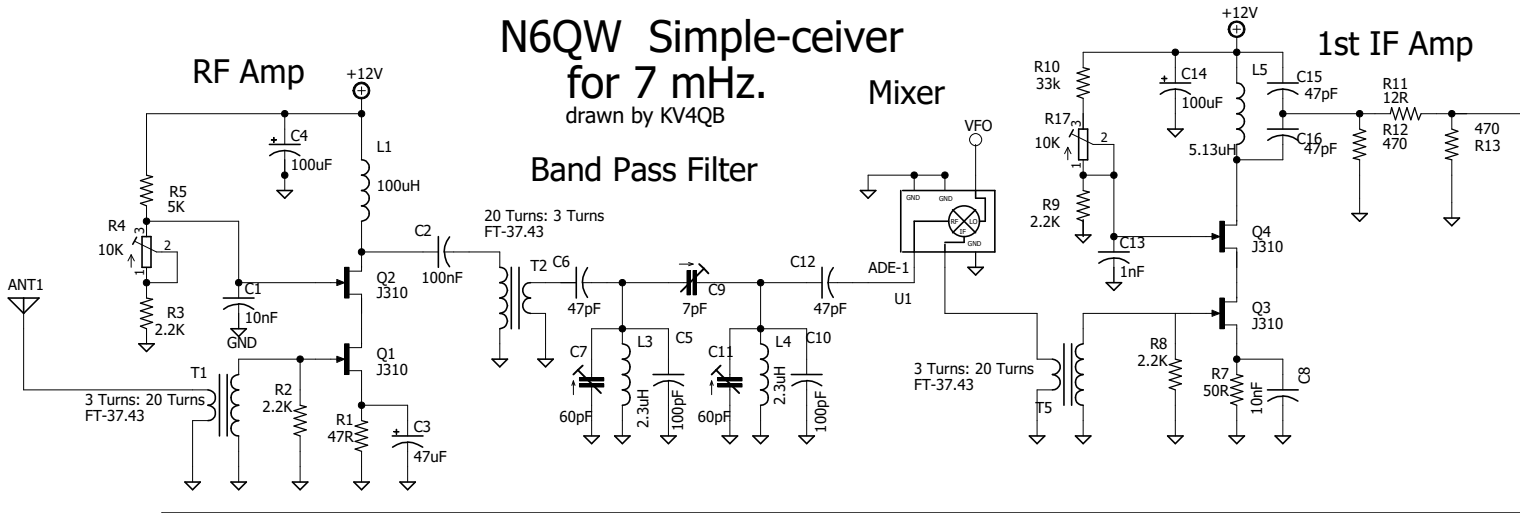 N6QW Simple-ceiver
for 7 mHz.
drawn by KV4QB
RF Amp
Band Pass Filter
Mixer
1st IF Amp
ANT1
T1
3 Turns: 20 Turns
FT-37.43
R5
5K
R4
10K
3
2
1
R3
2.2K
C1
10nF
GND
R2
2.2K
R1
47R
C3
47uF
Q1
J310
Q2
J310
+12V
C4
100uF
L1
100uH
C2
100nF
20 Turns: 3 Turns
FT-37.43
T2
C6
47pF
C7
60pF
L3
2.3uH
C5
100pF
C9
7pF
C11
60pF
L4
2.3uH
C10
100pF
C12
47pF
VFO
GND
GND
RF
LO
IF
GND
ADE-1
U1
3 Turns: 20 Turns
FT-37.43
T5
R8
2.2K
R7
50R
C8
10nF
Q3
J310
Q4
J310
R10
33k
R17
10K
3
2
1
R9
2.2K
C13
1nF
+12V
C14
100uF
L5
5.13uH
C15
47pF
C16
47pF
R11
12R
R12
470
470
R13